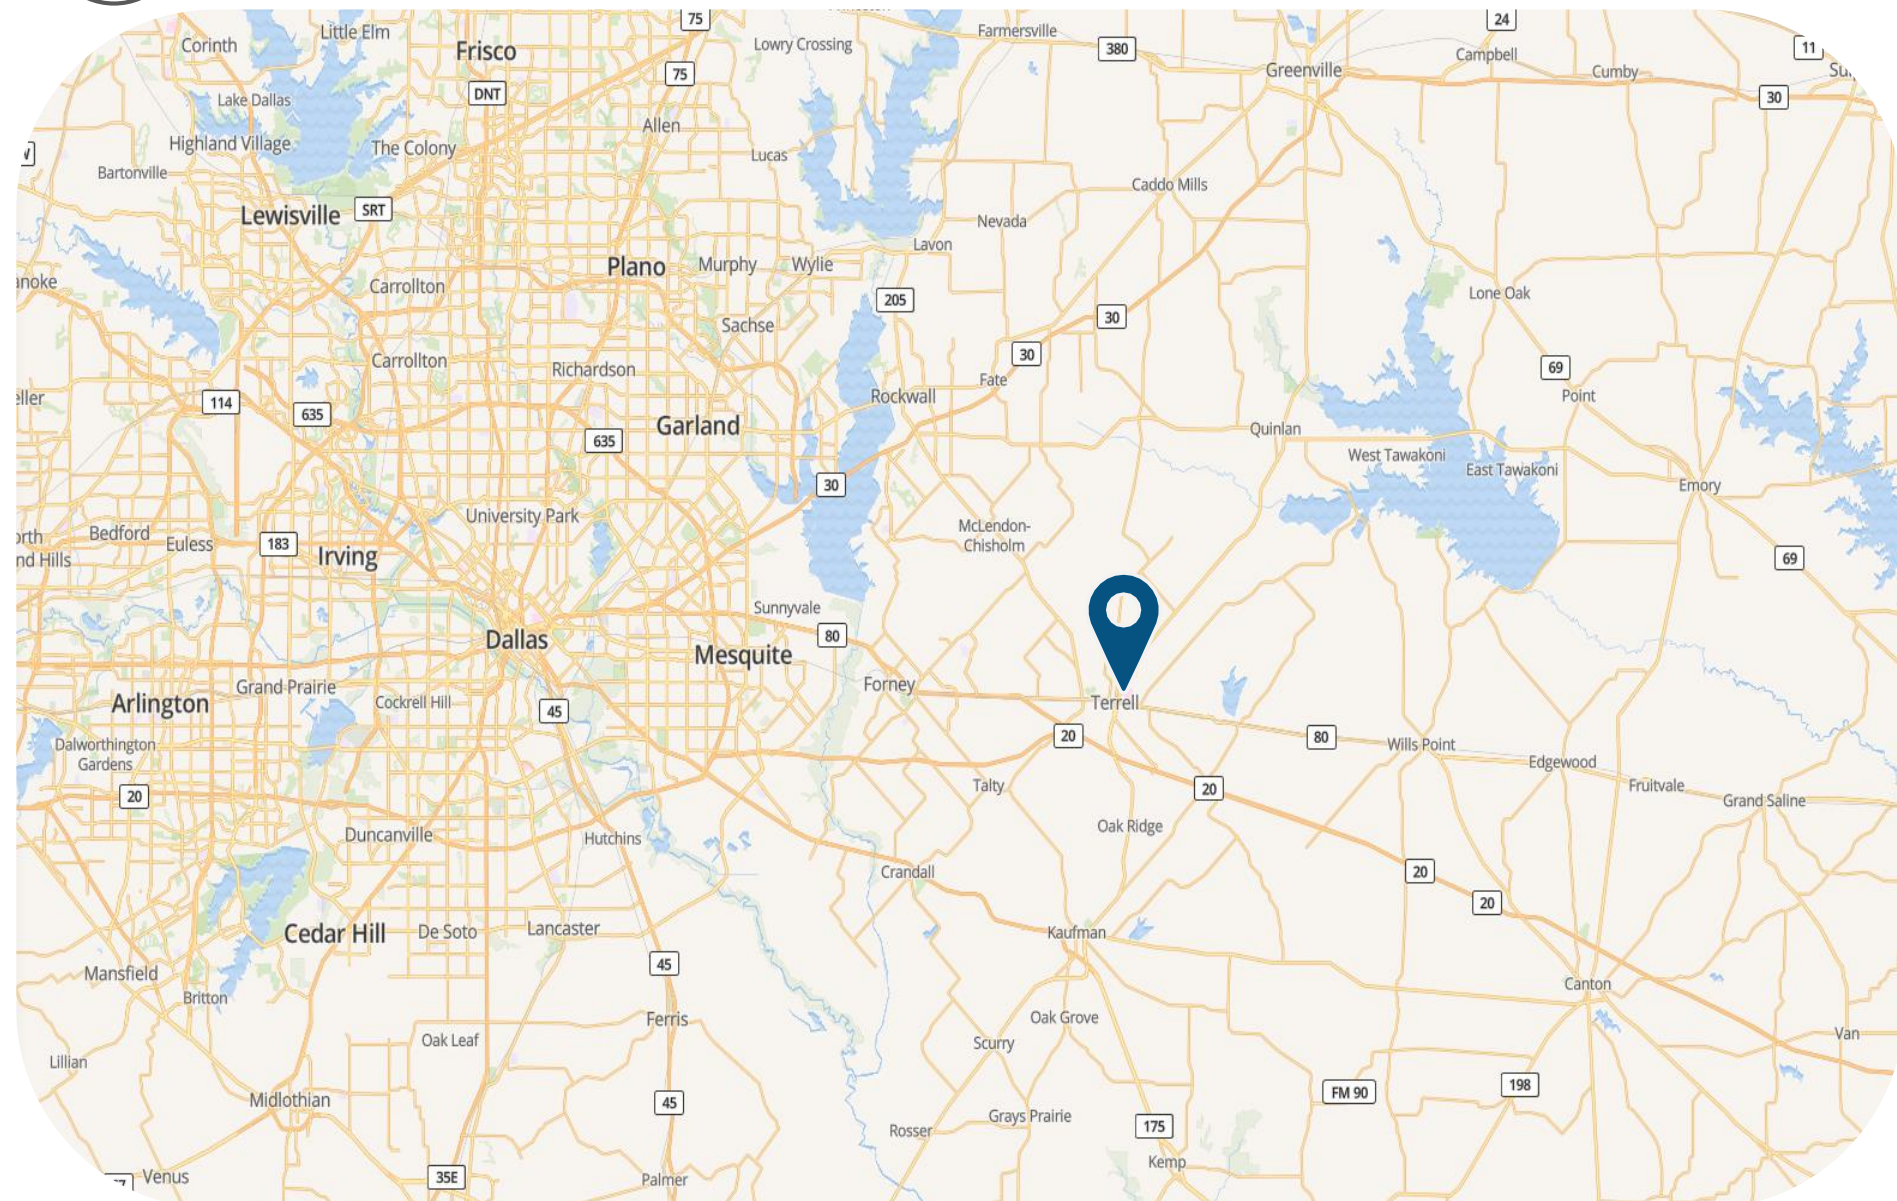 75
24
11
Corinth
Little Elm
Farmersville
Lowry Crossing
Frisco
380
Campbell
75
Greenville
Cumby
DNT
30
Lake Dallas
Allen
Highland Village
The Colony
Lucas
Bartonville
Caddo Mills
Lewisville
SRT
Nevada
Lavon
Plano
Murphy
Wylie
anoke
Carrollton
205
Lone Oak
30
Sachse
30
Carrollton
Richardson
69
Fate
eller
114
Rockwall
Point
635
Garland
Quinlan
635
West Tawakoni
East Tawakoni
30
Emory
University Park
McLendon-
Chisholm
orth
nd Hills
Bedford
Euless
183
Irving
69
Sunnyvale
80
Dallas
Mesquite
Forney
Grand Prairie
Arlington
Cockrell Hill
45
Terrell
20
80
Dalworthington
Gardens
Wills Point
Edgewood
Talty
20
Fruitvale
20
Grand Saline
Duncanville
Hutchins
Oak Ridge
Crandall
20
20
Cedar Hill
De Soto
Lancaster
Kaufman
Mansfield
45
Canton
Britton
Ferris
Oak Grove
Oak Leaf
Scurry
Van
Lillian
198
FM 90
Midlothian
45
Grays Prairie
Rosser
175
Kemp
Venus
35E
Palmer